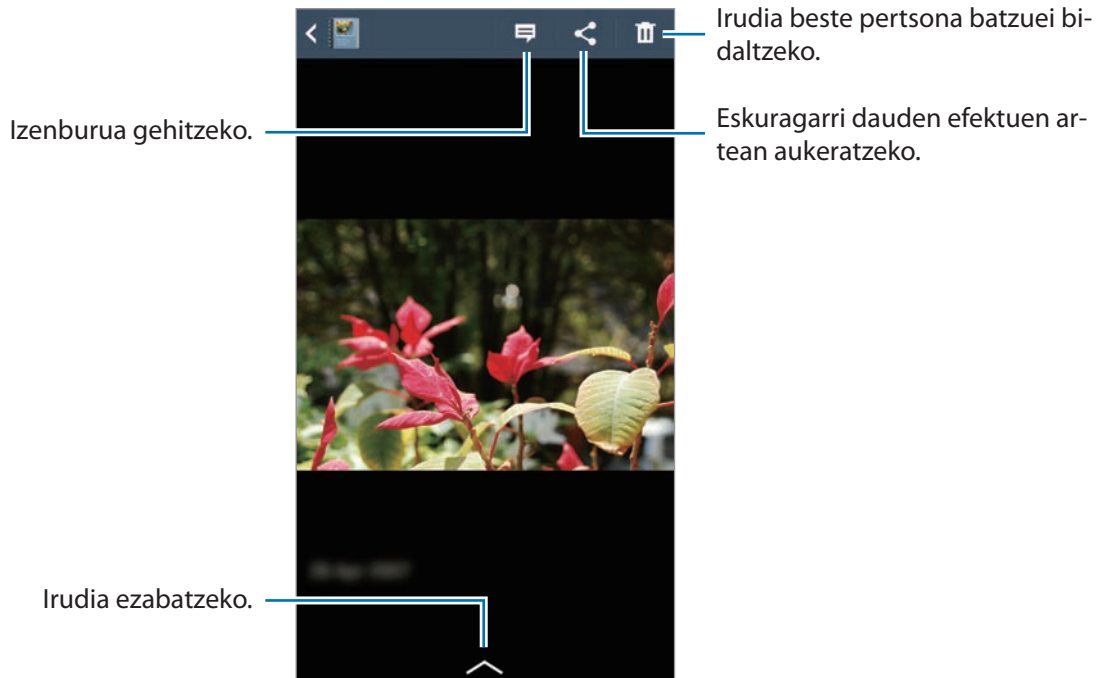 Irudia beste pertsona batzuei bi-
daltzeko.
Izenburua gehitzeko.
Eskuragarri dauden efektuen ar-
tean aukeratzeko.
Irudia ezabatzeko.